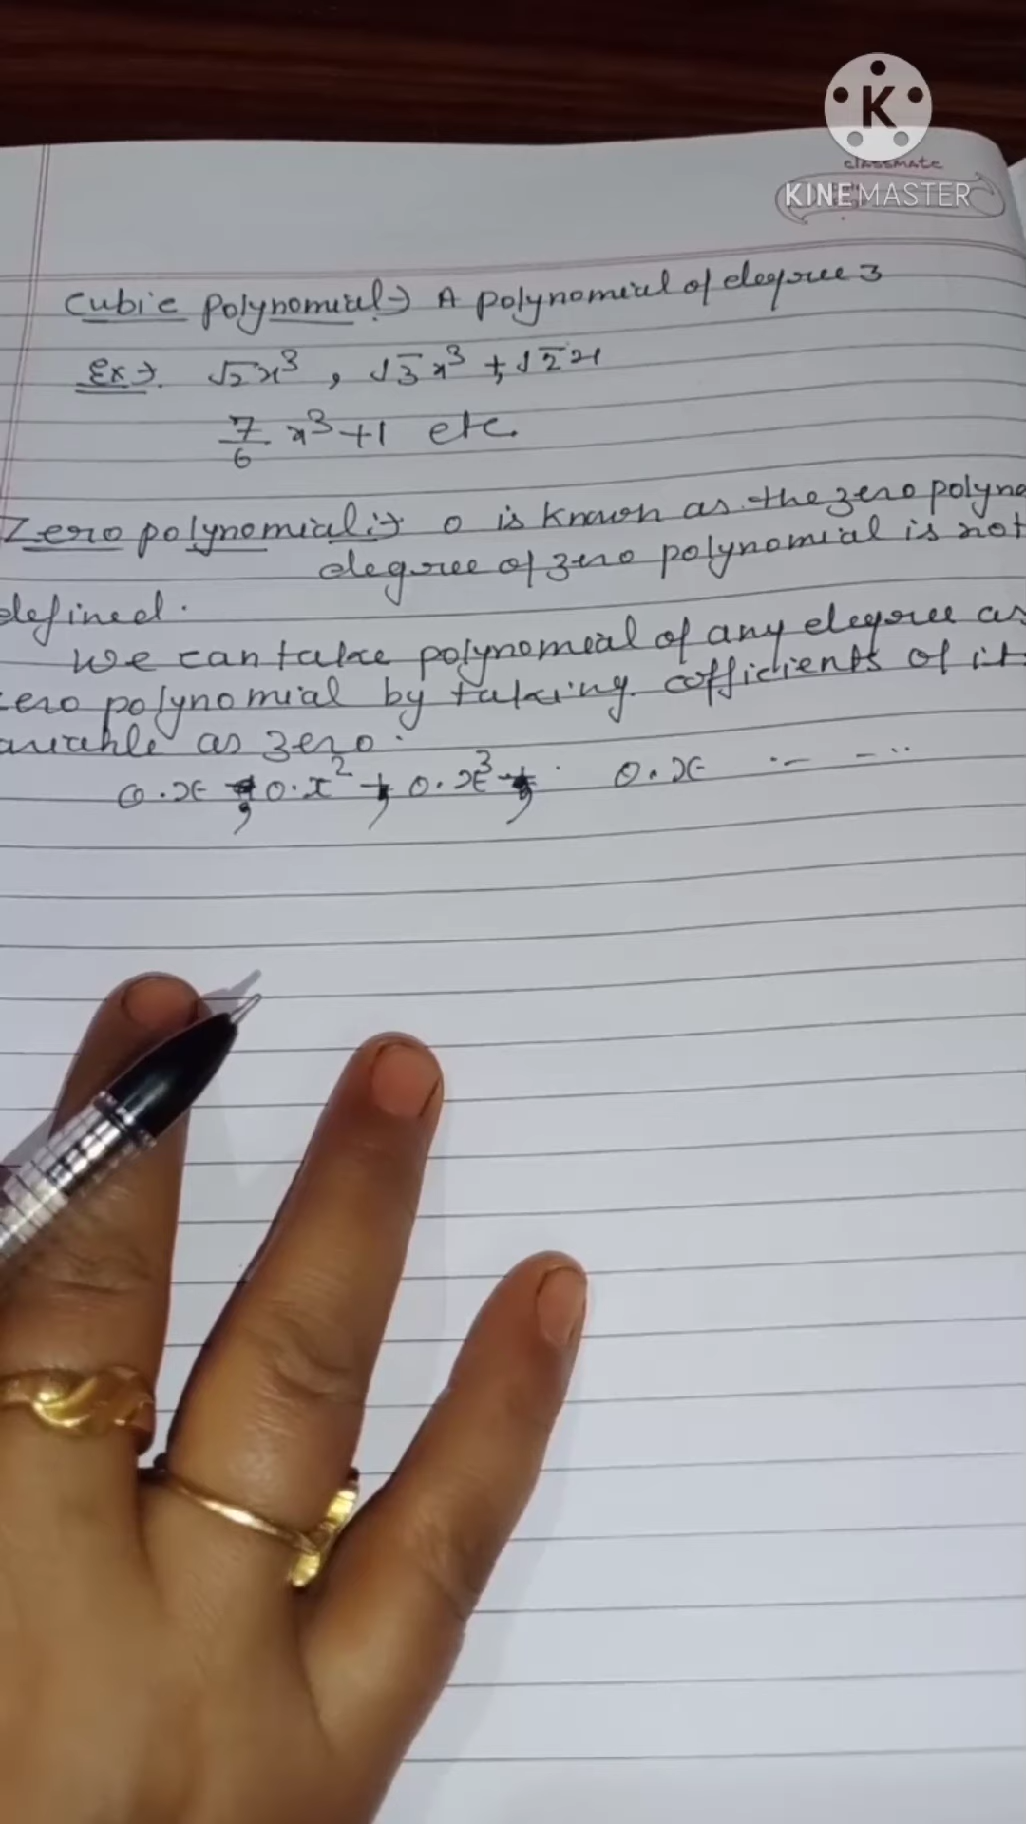 K
CLASSMATE
KINEMASTER
Cubic polynomial → A polynomial of degree 3
Ex → √2x³ , √3x³ + √2x
7/6 x³+1 etc.
Zero polynomial :→ 0 is known as the zero polyno
degree of zero polynomial is not
defined.
We can take polynomial of any degree as
zero polynomial by taking cofficients of it
ariable as zero.
0.x , 0.x² , 0.x³ , 0.x .. - - ..